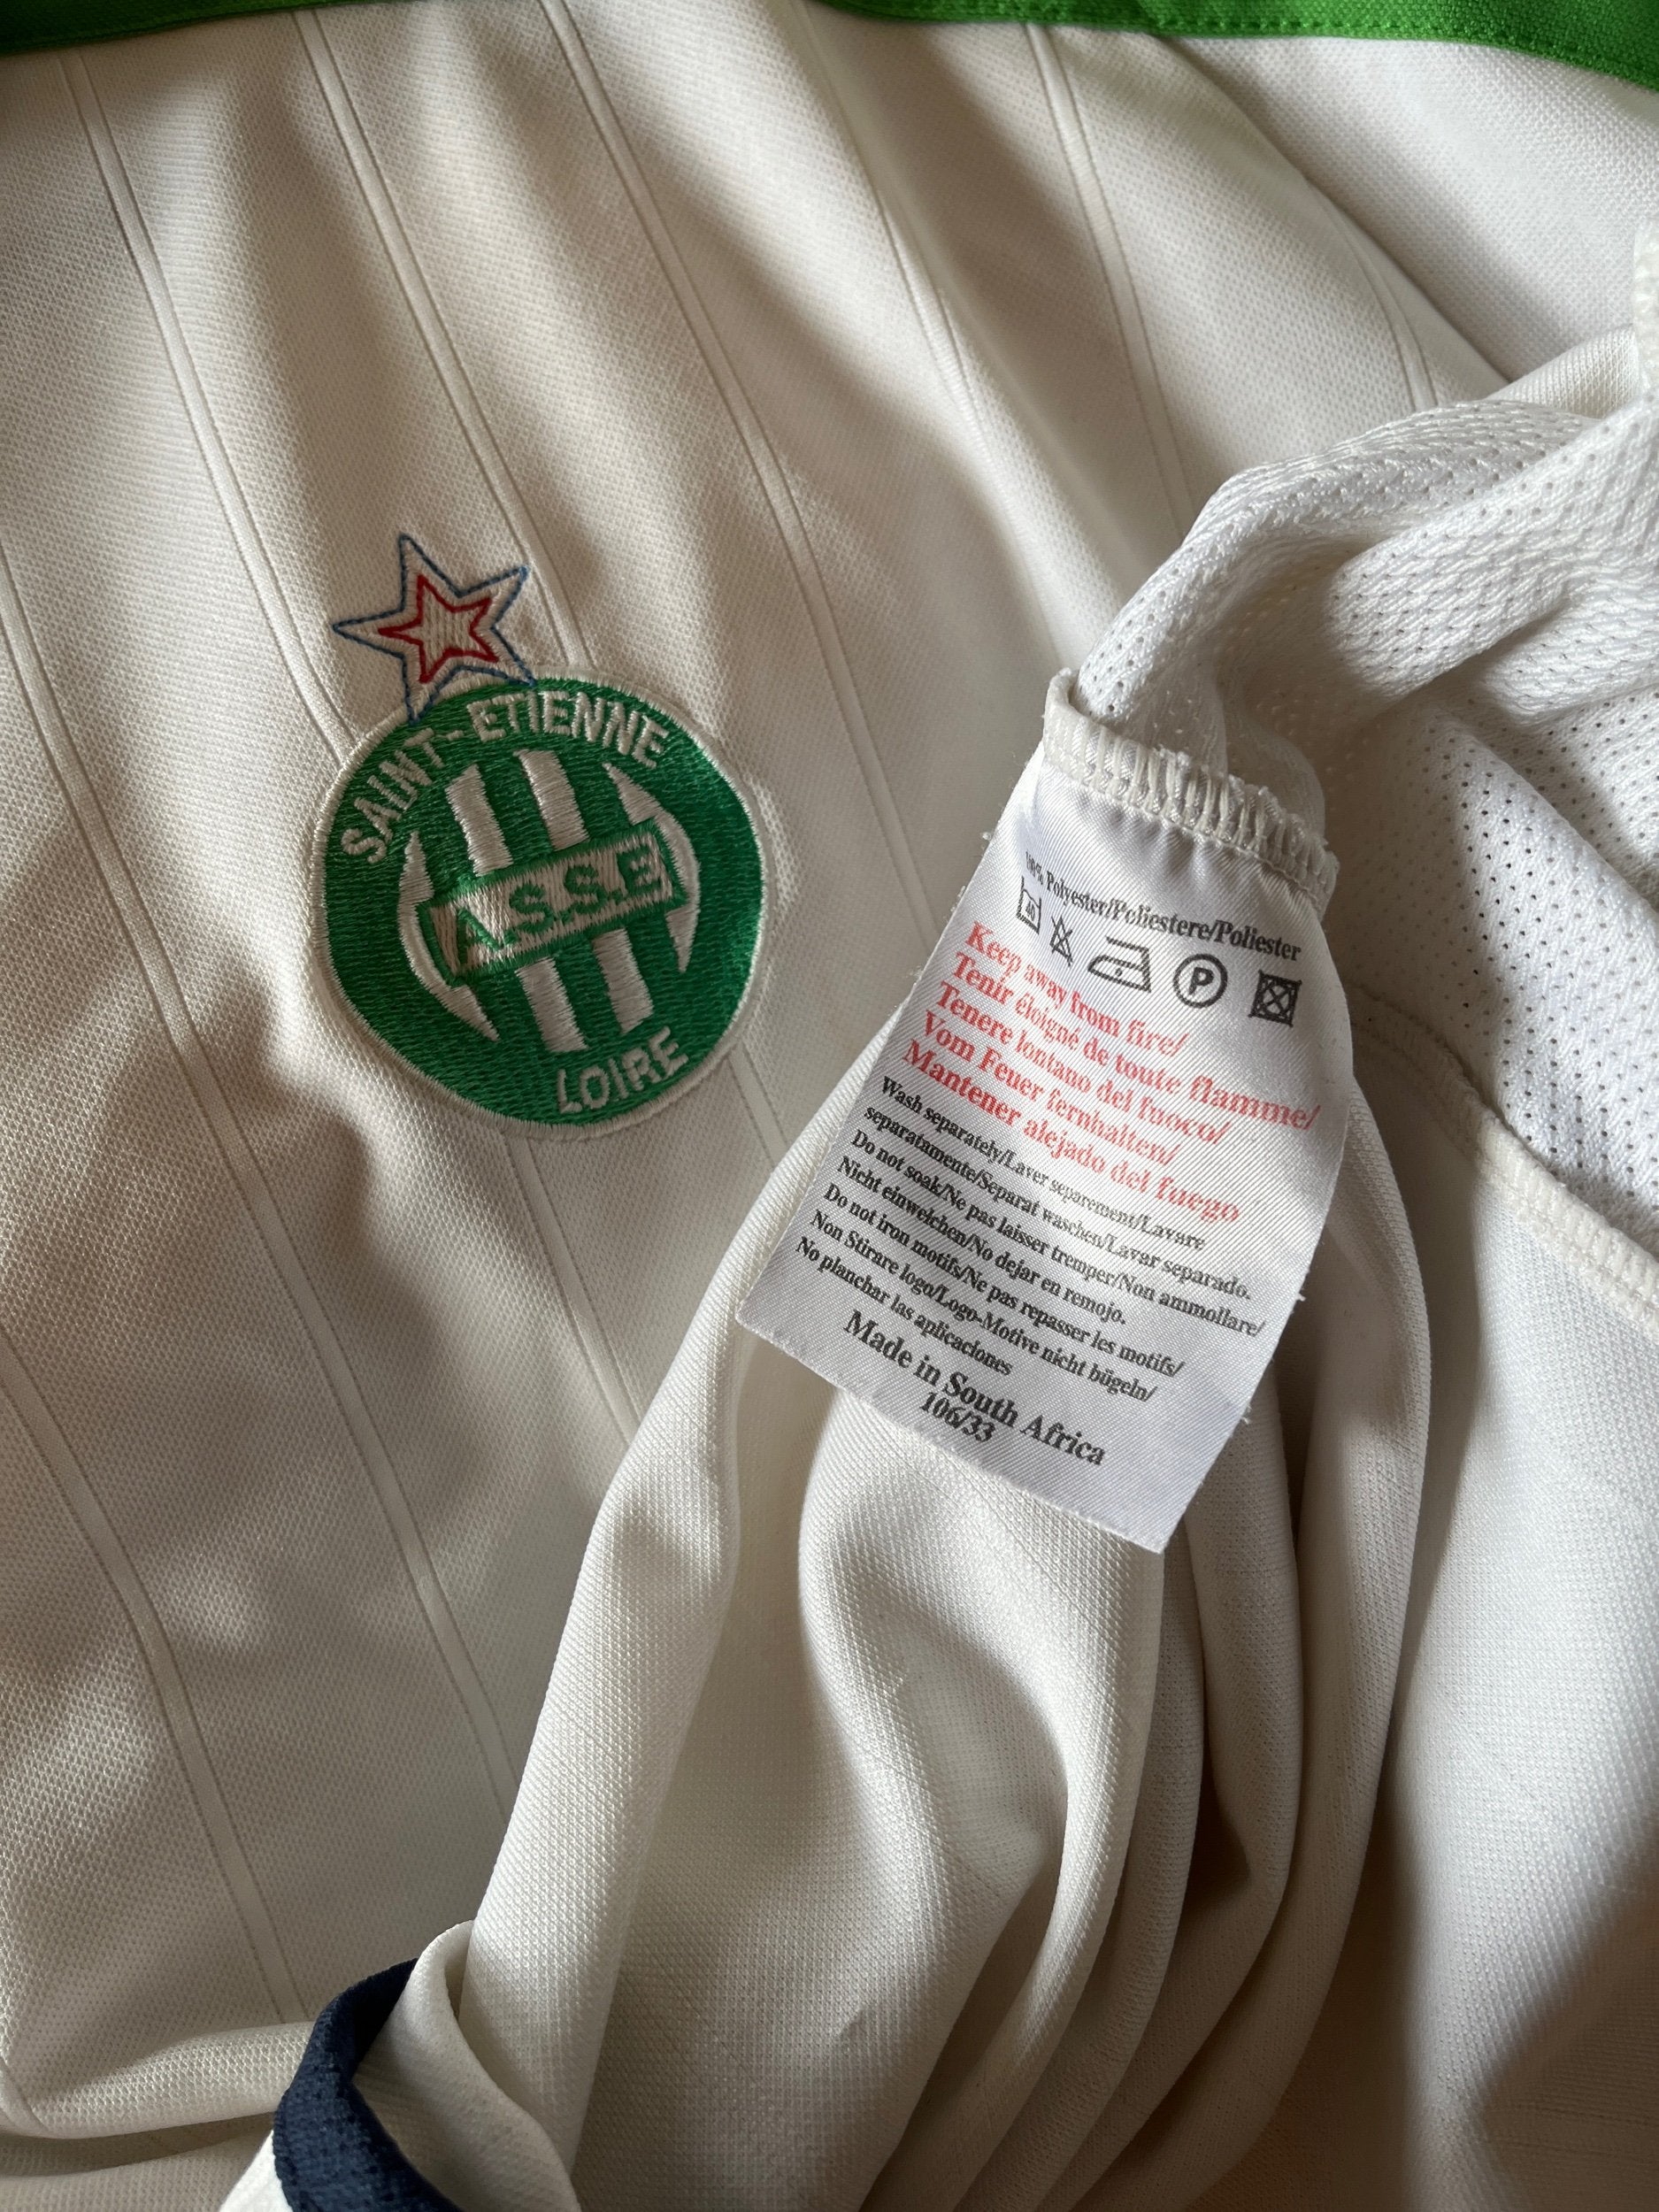 SAINT-ETIENNE
A.S.S.E
LOIRE
100% Polyester/Poliestere/Poliester
40
P
Keep away from fire/
Tenir éloigné de toute flamme/
Tenere lontano del fuoco/
Vom Feuer fernhalten/
Mantener alejado del fuego
Wash separately/Laver separement/Lavare
separatamente/Separat waschen/Lavar separado.
Do not soak/Ne pas laisser tremper/Non ammollare/
Nicht einweichen/No dejar en remojo.
Do not iron motifs/Ne pas repasser les motifs/
Non Stirare logo/Logo-Motive nicht bügeln/
No planchar las aplicaciones
Made in South Africa
106/33